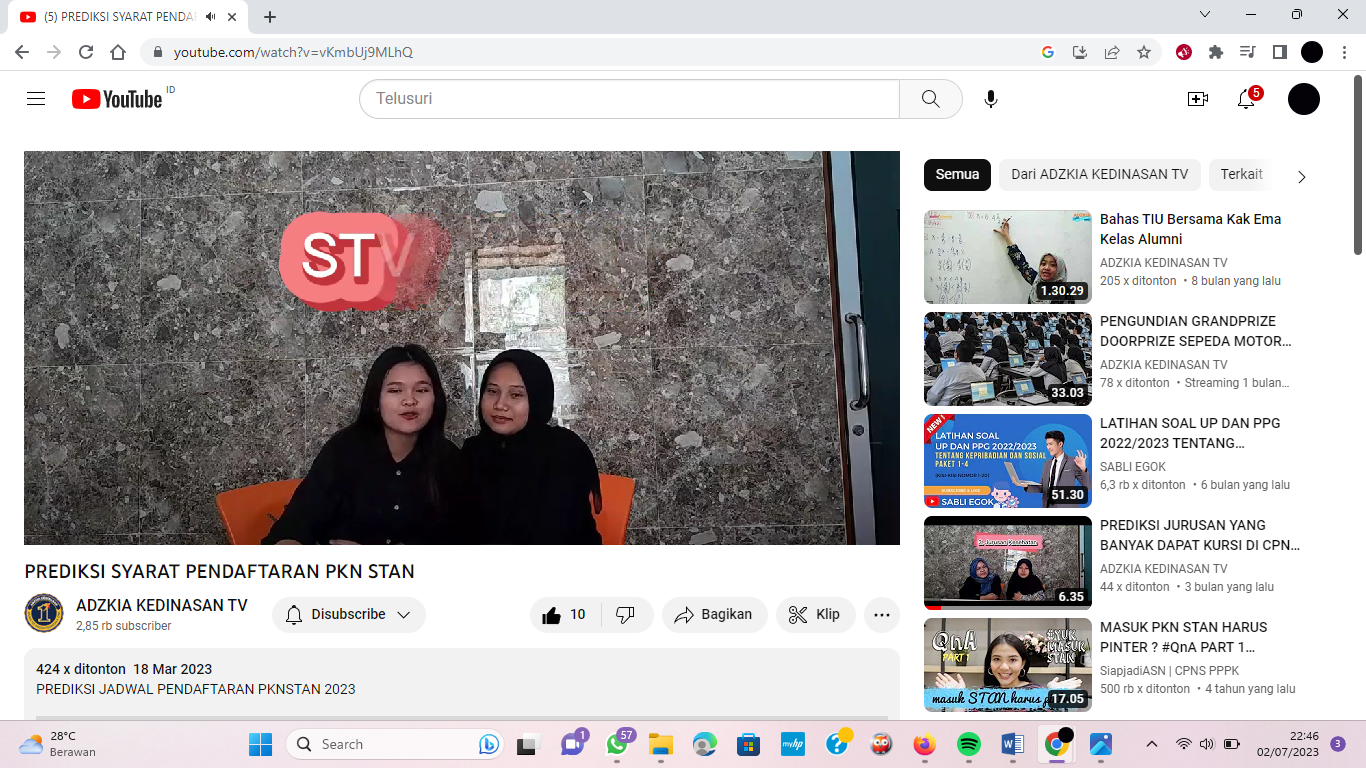 (5) PREDIKSI SYARAT PENDAF
youtube.com/watch?v=vKmbUj9MLhQ
YouTube ID
Telusuri
5
STV
PREDIKSI SYARAT PENDAFTARAN PKN STAN
ADZKIA KEDINASAN TV
2,85 rb subscriber
Disubscribe
10
Bagikan
Klip
424 x ditonton 18 Mar 2023
PREDIKSI JADWAL PENDAFTARAN PKNSTAN 2023
Semua
Dari ADZKIA KEDINASAN TV
Terkait
1.30.29
Bahas TIU Bersama Kak Ema
Kelas Alumni
ADZKIA KEDINASAN TV
205 x ditonton • 8 bulan yang lalu
33.03
PENGUNDIAN GRANDPRIZE
DOORPRIZE SEPEDA MOTOR...
ADZKIA KEDINASAN TV
78 x ditonton • Streaming 1 bulan...
NEW!
LATIHAN SOAL
UP DAN PPG 2022/2023
TENTANG KEPRIBADIAN DAN SOSIAL
PAKET 1-4
SABLI EGOK
51.30
LATIHAN SOAL UP DAN PPG
2022/2023 TENTANG...
SABLI EGOK
6,3 rb x ditonton • 6 bulan yang lalu
Jurusan Kesehatan
6.35
PREDIKSI JURUSAN YANG
BANYAK DAPAT KURSI DI CPN...
ADZKIA KEDINASAN TV
44 x ditonton • 3 bulan yang lalu
QnA
PART 1
#YUK
MASUK
STAN
masuk STAN harus
17.05
MASUK PKN STAN HARUS
PINTER ? #QnA PART 1...
SiapjadiASN | CPNS PPPK
500 rb x ditonton • 4 tahun yang lalu
28°C
Berawan
Search
1
57
myhp
22:46
02/07/2023
3